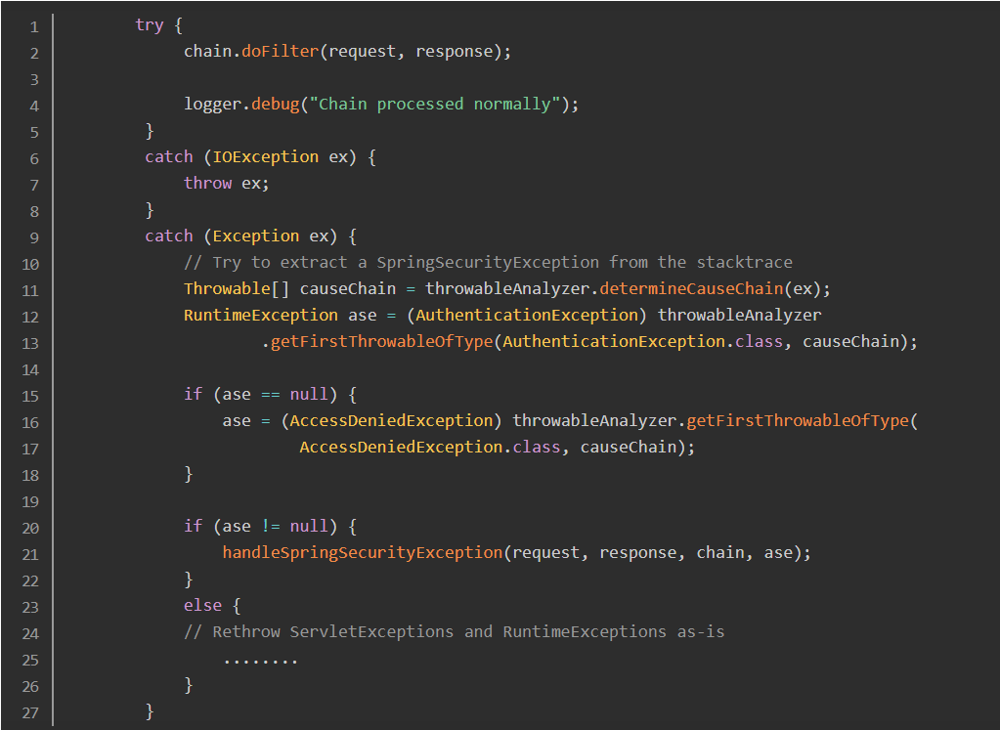 1 try {
2 chain.doFilter(request, response);
3
4 logger.debug("Chain processed normally");
5 }
6 catch (IOException ex) {
7 throw ex;
8 }
9 catch (Exception ex) {
10 // Try to extract a SpringSecurityException from the stacktrace
11 Throwable[] causeChain = throwableAnalyzer.determineCauseChain(ex);
12 RuntimeException ase = (AuthenticationException) throwableAnalyzer
13 .getFirstThrowableOfType(AuthenticationException.class, causeChain);
14
15 if (ase == null) {
16 ase = (AccessDeniedException) throwableAnalyzer.getFirstThrowableOfType(
17 AccessDeniedException.class, causeChain);
18 }
19
20 if (ase != null) {
21 handleSpringSecurityException(request, response, chain, ase);
22 }
23 else {
24 // Rethrow ServletExceptions and RuntimeExceptions as-is
25 ........
26 }
27 }